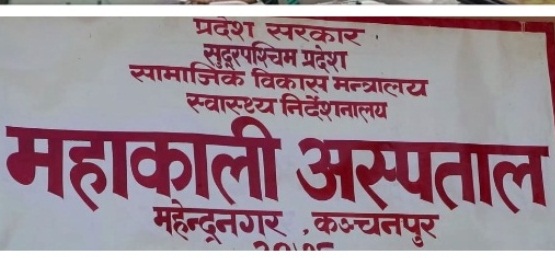 प्रदेश सरकार
सुदूरपश्चिम प्रदेश
सामाजिक विकास मन्त्रालय
स्वास्थ्य निर्देशनालय
महाकाली अस्पताल
महेन्द्रनगर , कञ्चनपुर